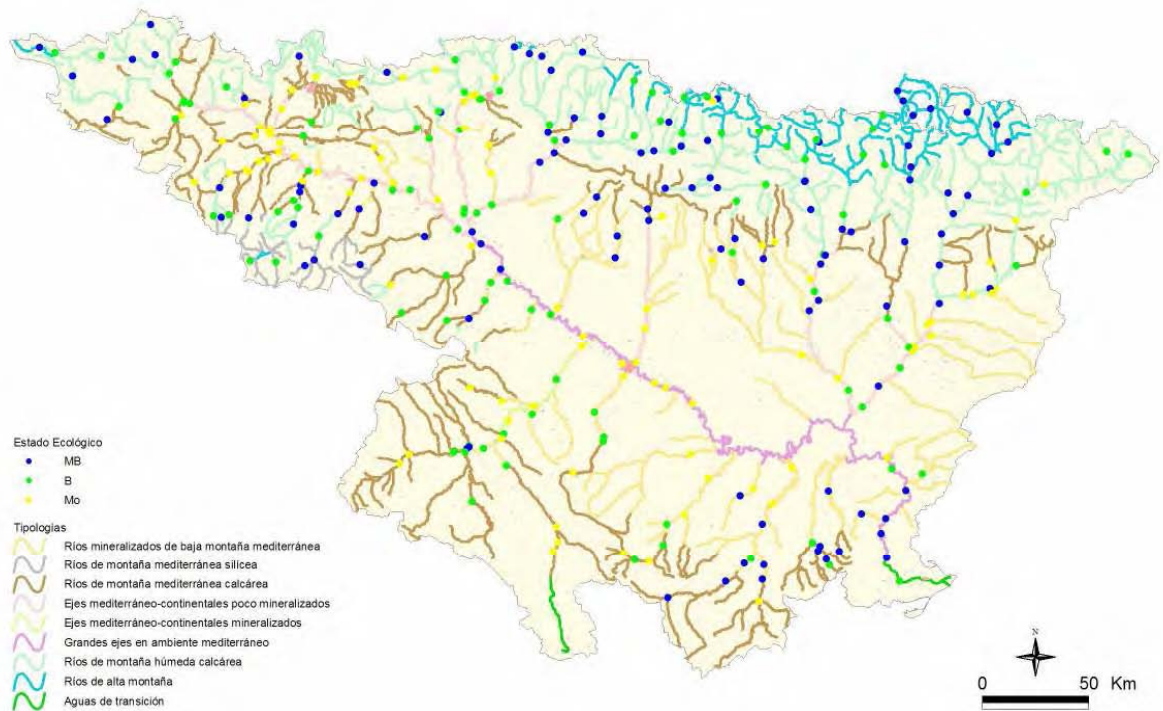 Estado Ecológico
MB
B
Mo
Tipologías
Ríos mineralizados de baja montaña mediterránea
Ríos de montaña mediterránea silícea
Ríos de montaña mediterránea calcárea
Ejes mediterráneo-continentales poco mineralizados
Ejes mediterráneo-continentales mineralizados
Grandes ejes en ambiente mediterráneo
Ríos de montaña húmeda calcárea
Ríos de alta montaña
Aguas de transición
N
0 50 Km